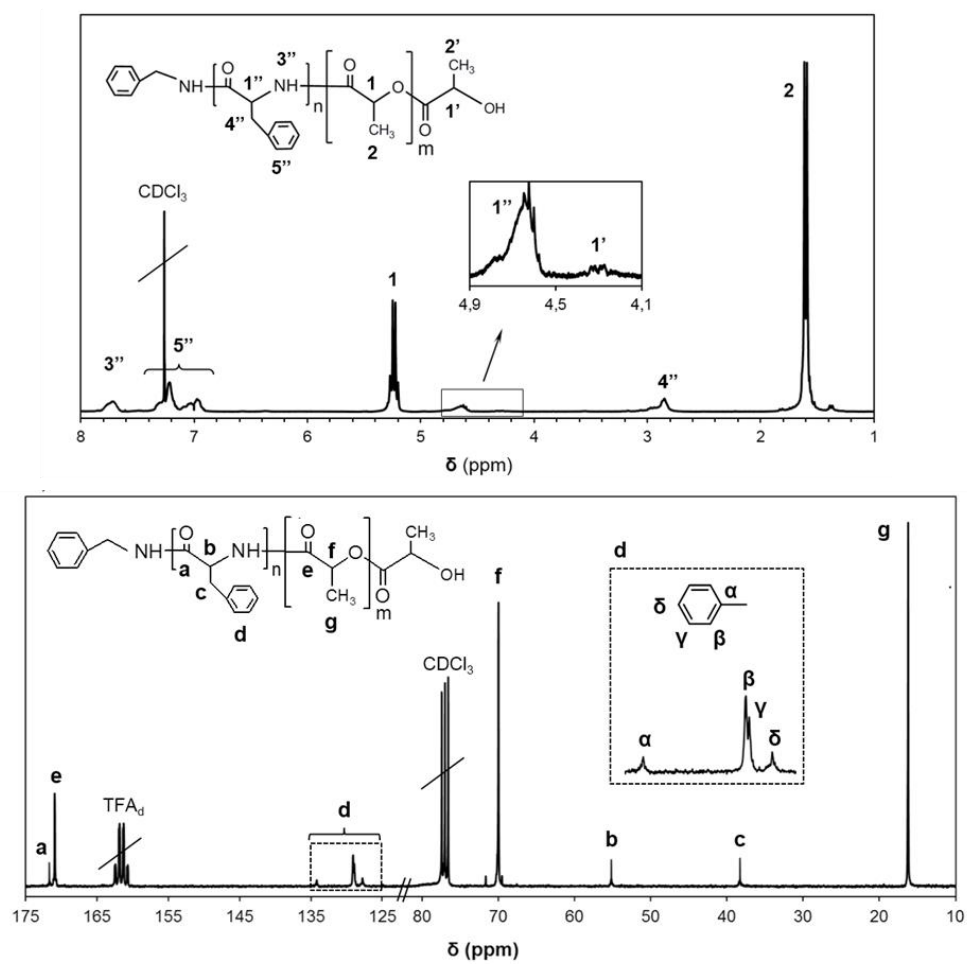 O
3’’
1’’
NH
NH
n
4’’
5’’
O
1
O
CH3
2
m
2’
CH3
O
1’
OH
2
CDCl3
1’’
1’
4,9
4,5
4,1
1
3’’
5’’
4’’
8
7
6
5
4
3
2
1
δ (ppm)
O
b
NH
NH
a
n
c
d
O
f
O
e
CH3
g
m
CH3
O
OH
d
g
α
δ
γ
β
f
CDCl3
β
γ
α
δ
e
TFAd
d
a
b
c
175
165
155
145
135
125
80
70
60
50
40
30
20
10
δ (ppm)